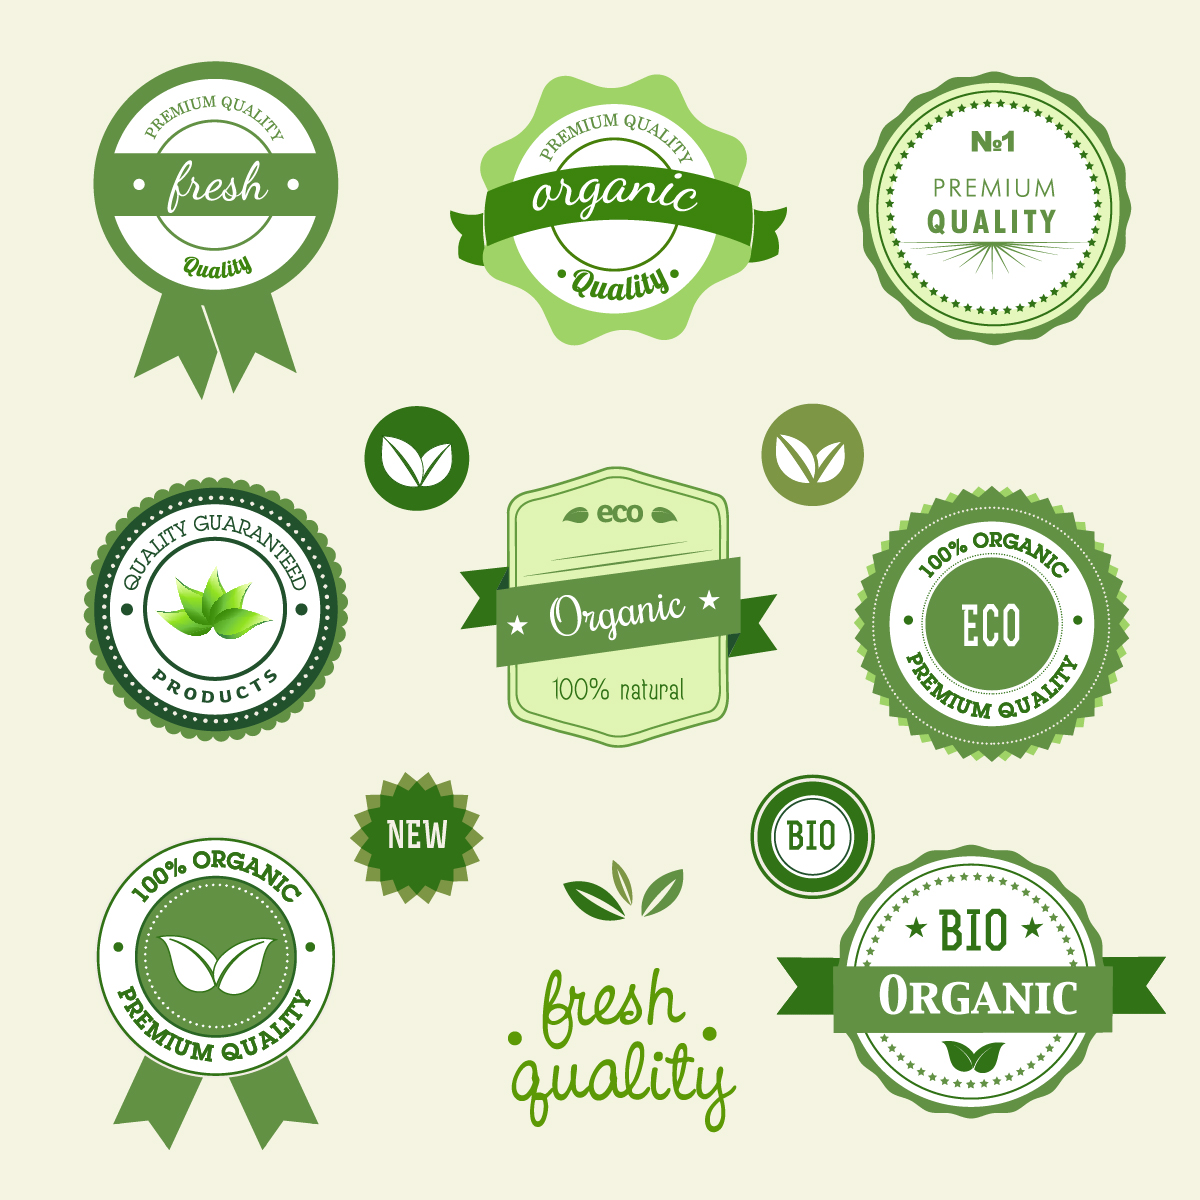 PREMIUM QUALITY
fresh
Quality
PREMIUM QUALITY
organic
Quality
№1
PREMIUM
QUALITY
QUALITY GUARANTEED
PRODUCTS
eco
Organic
100% natural
100% ORGANIC
ECO
PREMIUM QUALITY
NEW
BIO
100% ORGANIC
PREMIUM QUALITY
fresh
quality
BIO
ORGANIC